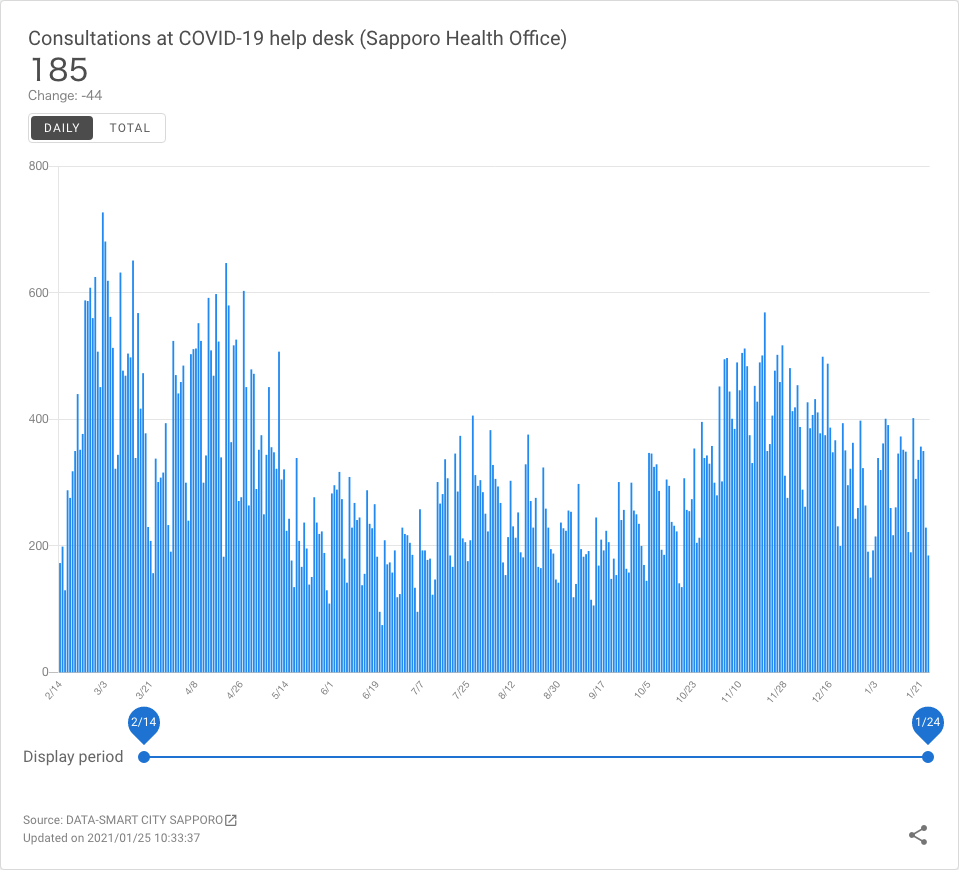 Consultations at COVID-19 help desk (Sapporo Health Office)
185
Change: -44
DAILY TOTAL
800
600
400
200
0
2/14 3/3 3/21 4/8 4/26 5/14 6/1 6/19 7/7 7/25 8/12 8/30 9/17 10/5 10/23 11/10 11/28 12/16 1/3 1/21
2/14 1/24
Display period
Source: DATA-SMART CITY SAPPORO
Updated on 2021/01/25 10:33:37